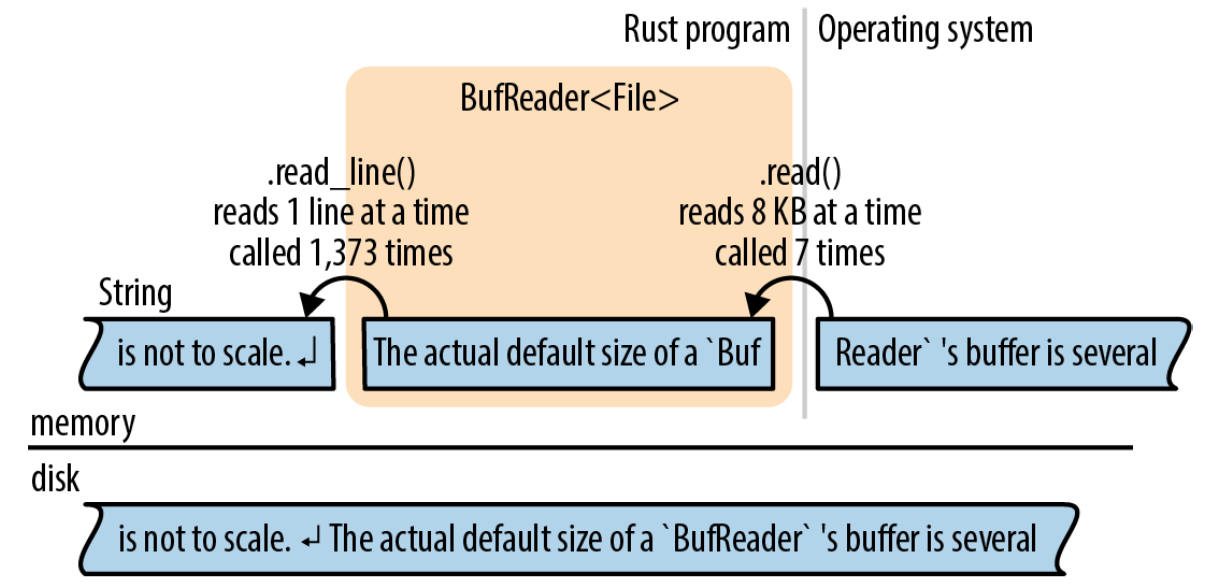 Rust program
Operating system
BufReader<File>
.read_line()
reads 1 line at a time
called 1,373 times
.read()
reads 8 KB at a time
called 7 times
String
is not to scale. ↲
The actual default size of a `Buf
Reader` 's buffer is several
memory
disk
is not to scale. ↲ The actual default size of a `BufReader` 's buffer is several